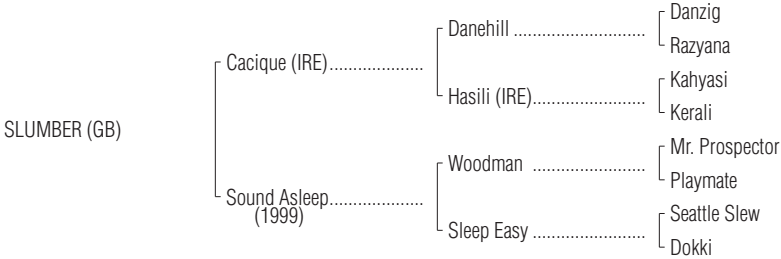 Danzig
Danehill ..............................
Razyana
Cacique (IRE).....................
Kahyasi
Hasili (IRE).........................
Kerali
SLUMBER (GB)
Mr. Prospector
Woodman .........................
Playmate
Sound Asleep.....................
(1999)
Seattle Slew
Sleep Easy .........................
Dokki